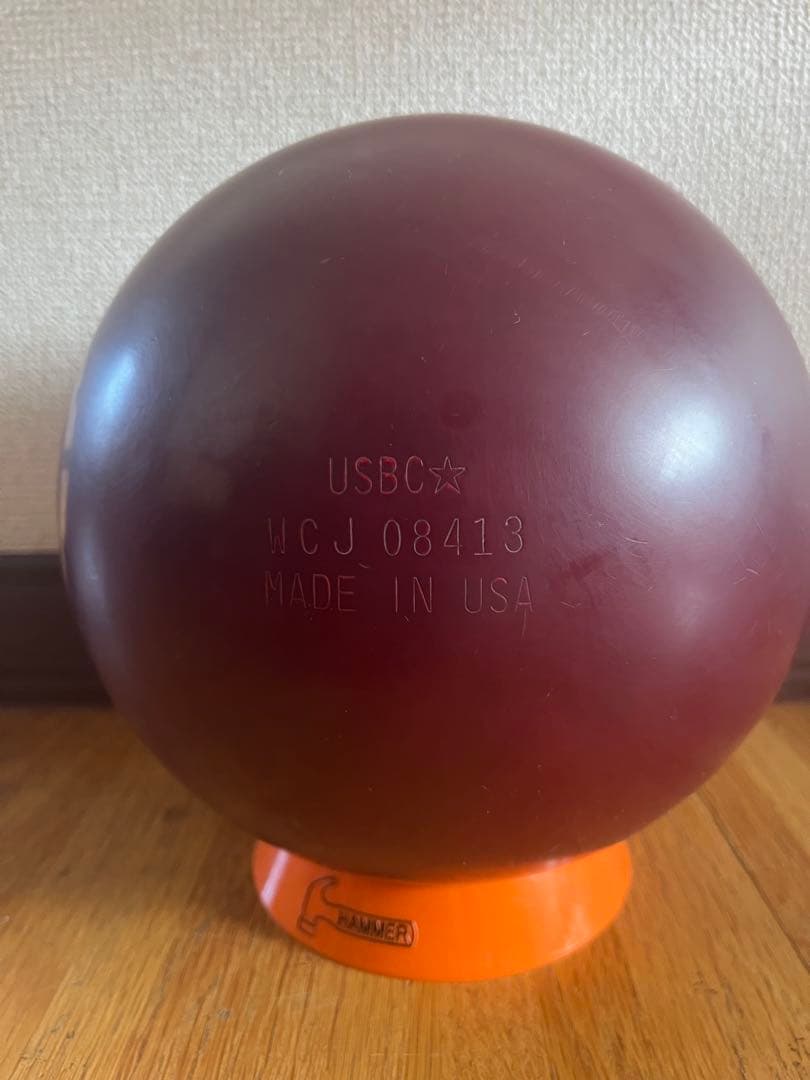 USBC☆
WCJ 08413
MADE IN USA
HAMMER